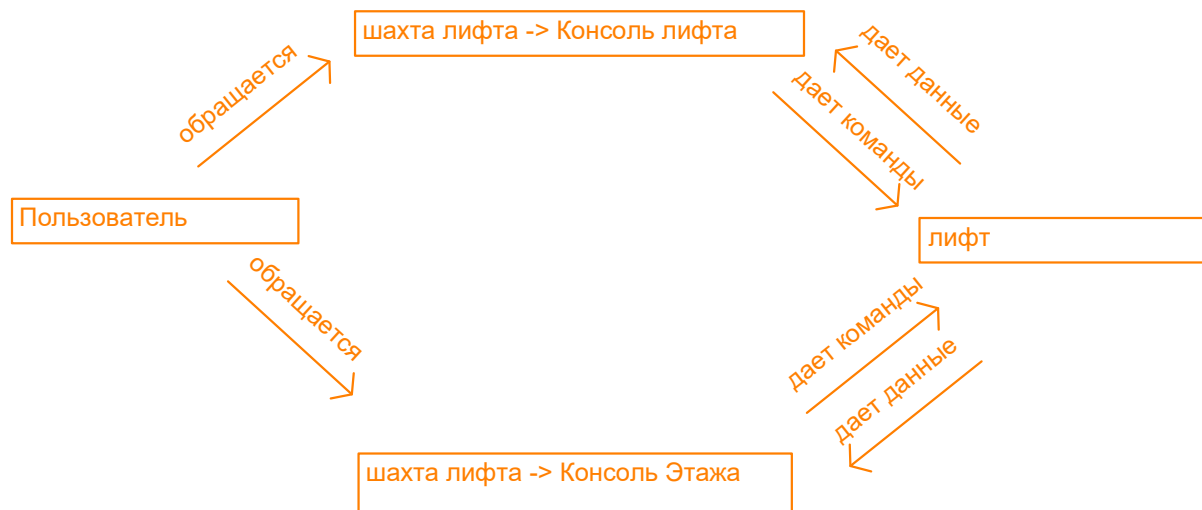 шахта лифта -> Консоль лифта
обращается
дает данные
дает команды
Пользователь
лифт
обращается
дает команды
дает данные
шахта лифта -> Консоль Этажа